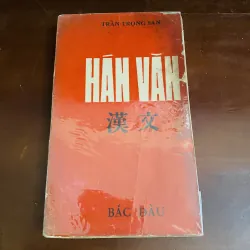 TRẦN TRỌNG SAN
HÁN VĂN
漢文
BẮC ĐẨU